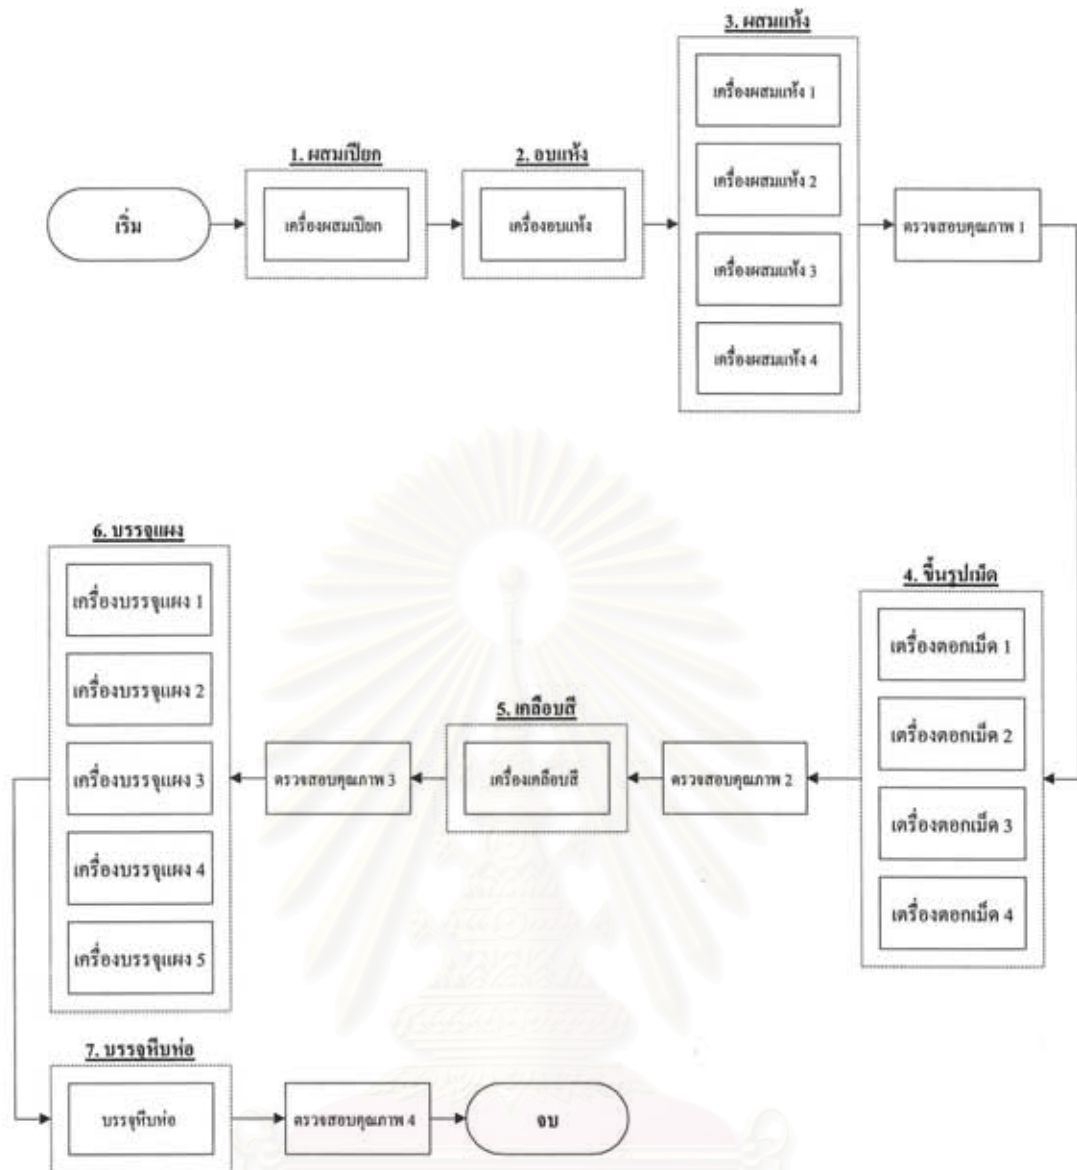 3. ผสมแห้ง
เครื่องผสมแห้ง 1
1. ผสมเปียก
2. อบแห้ง
เครื่องผสมแห้ง 2
เริ่ม
เครื่องผสมเปียก
เครื่องอบแห้ง
ตรวจสอบคุณภาพ 1
เครื่องผสมแห้ง 3
เครื่องผสมแห้ง 4
6. บรรจุแผง
4. ขึ้นรูปเม็ด
เครื่องบรรจุแผง 1
เตรื่องตอกเม็ด 1
เครื่องบรรจุแผง 2
5. เคลือบสี
เตรื่องตอกเม็ด 2
เครื่องบรรจุแผง 3
ตรวจสอบคุณภาพ 3
เครื่องเคลือบสี
ตรวจสอบคุณภาพ 2
เตรื่องตอกเม็ด 3
เครื่องบรรจุแผง 4
เตรื่องตอกเม็ด 4
เครื่องบรรจุแผง 5
7. บรรจุหีบห่อ
บรรจุหีบห่อ
ตรวจสอบคุณภาพ 4
จบ